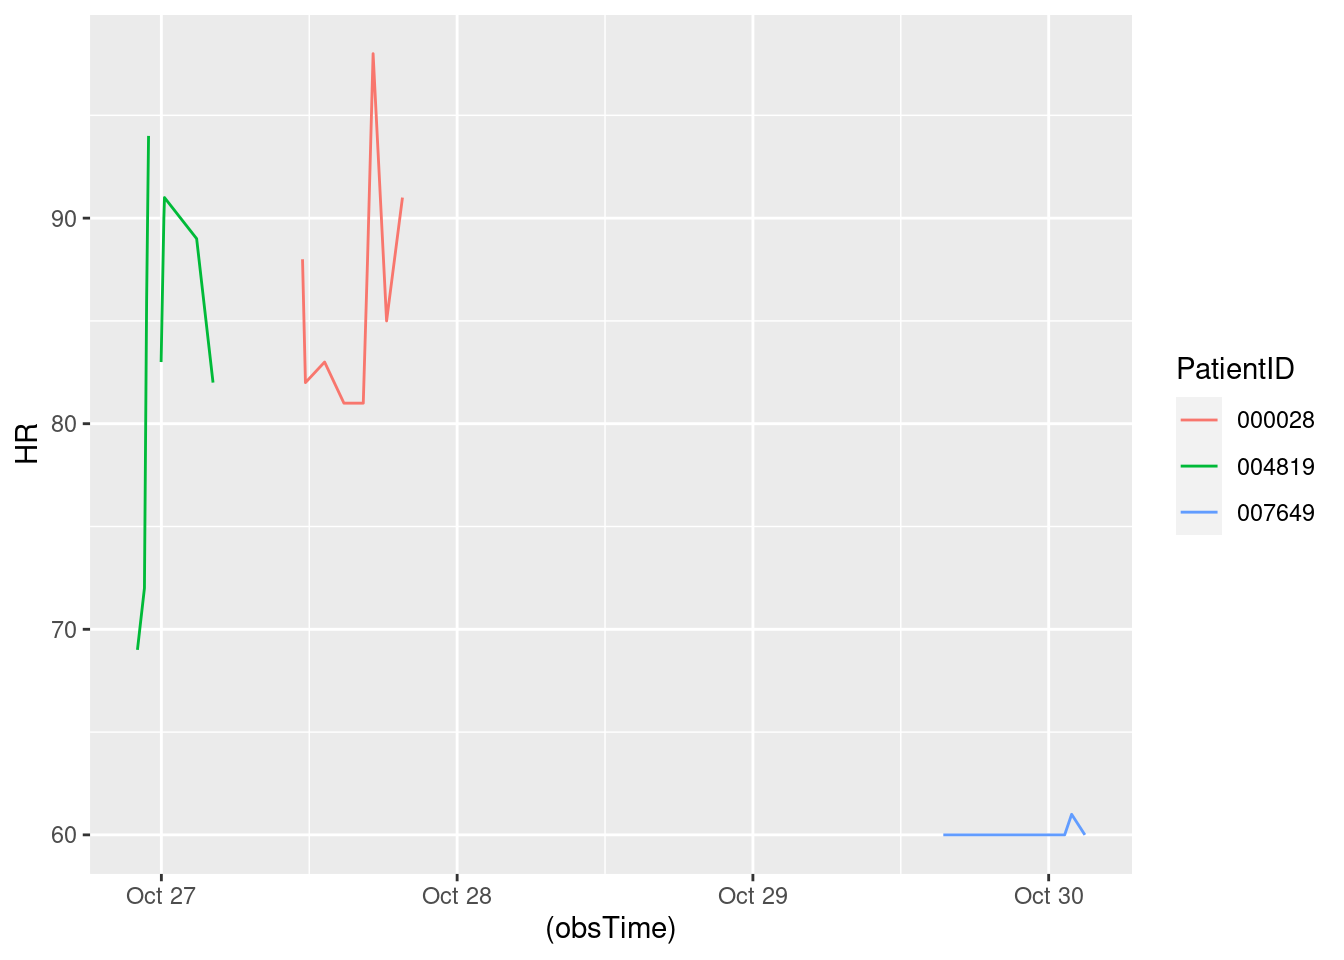 90
80
70
60
HR
Oct 27
Oct 28
Oct 29
Oct 30
(obsTime)
PatientID
000028
004819
007649